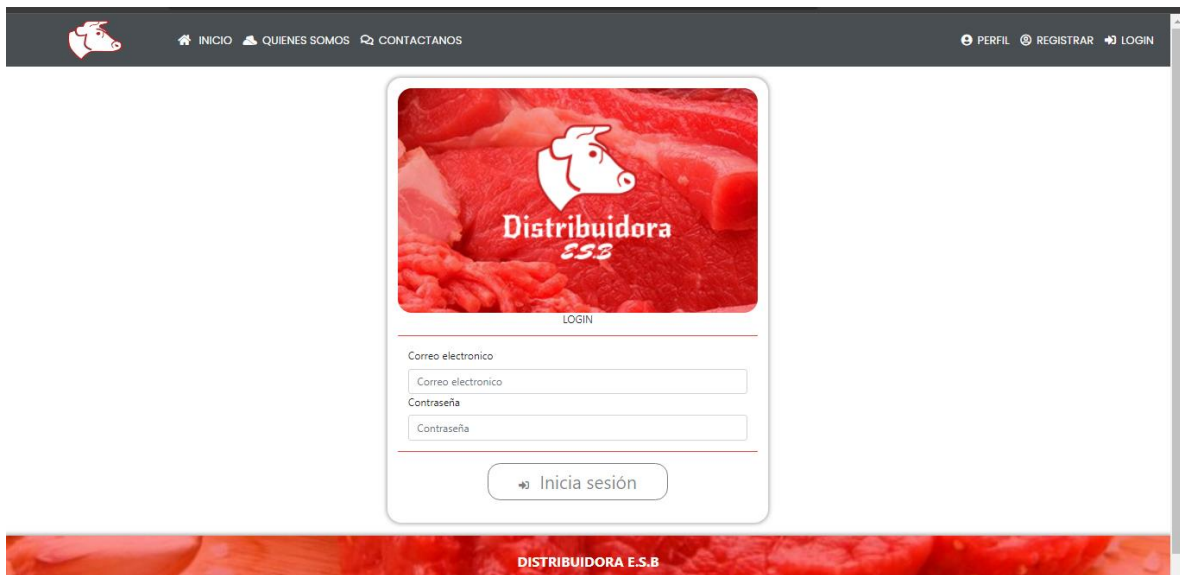 INICIO QUIENES SOMOS CONTACTANOS PERFIL REGISTRAR LOGIN
Distribuidora
E.S.B
LOGIN
Correo electronico
Correo electronico
Contraseña
Contraseña
Inicia sesión
DISTRIBUIDORA E.S.B